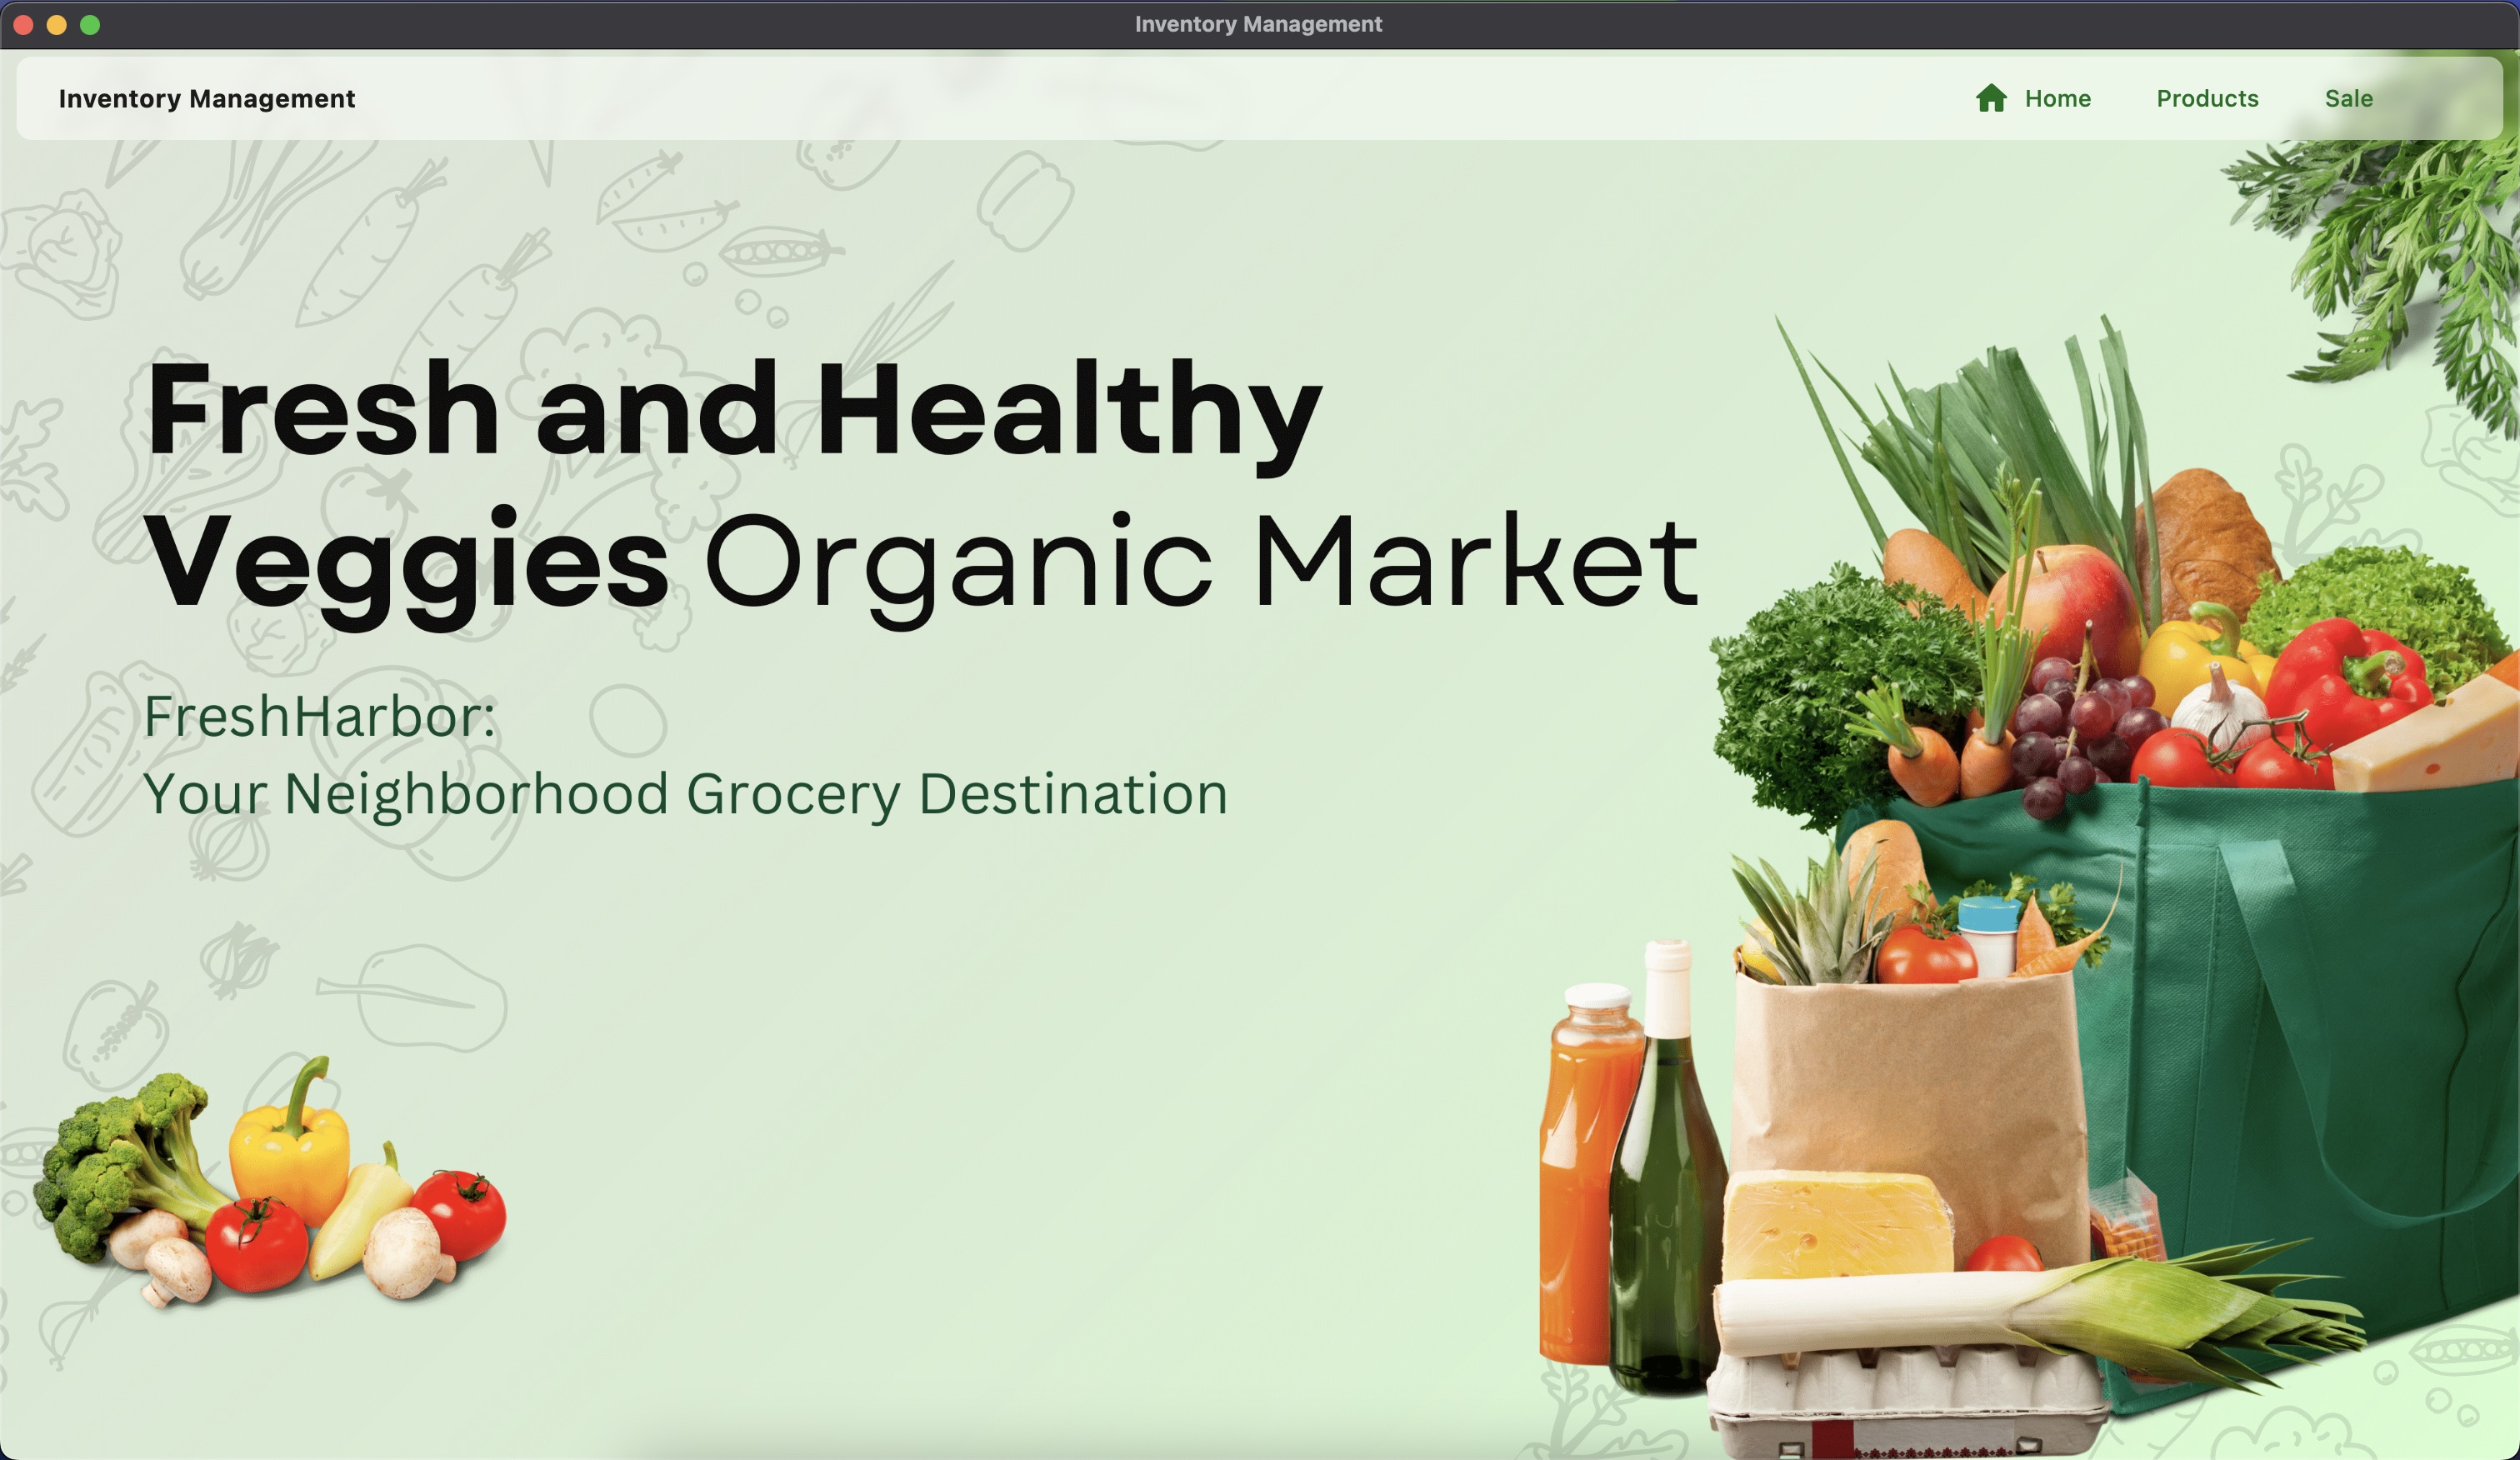 Inventory Management
Inventory Management
Home Products Sale
Fresh and Healthy
Veggies Organic Market
FreshHarbor:
Your Neighborhood Grocery Destination